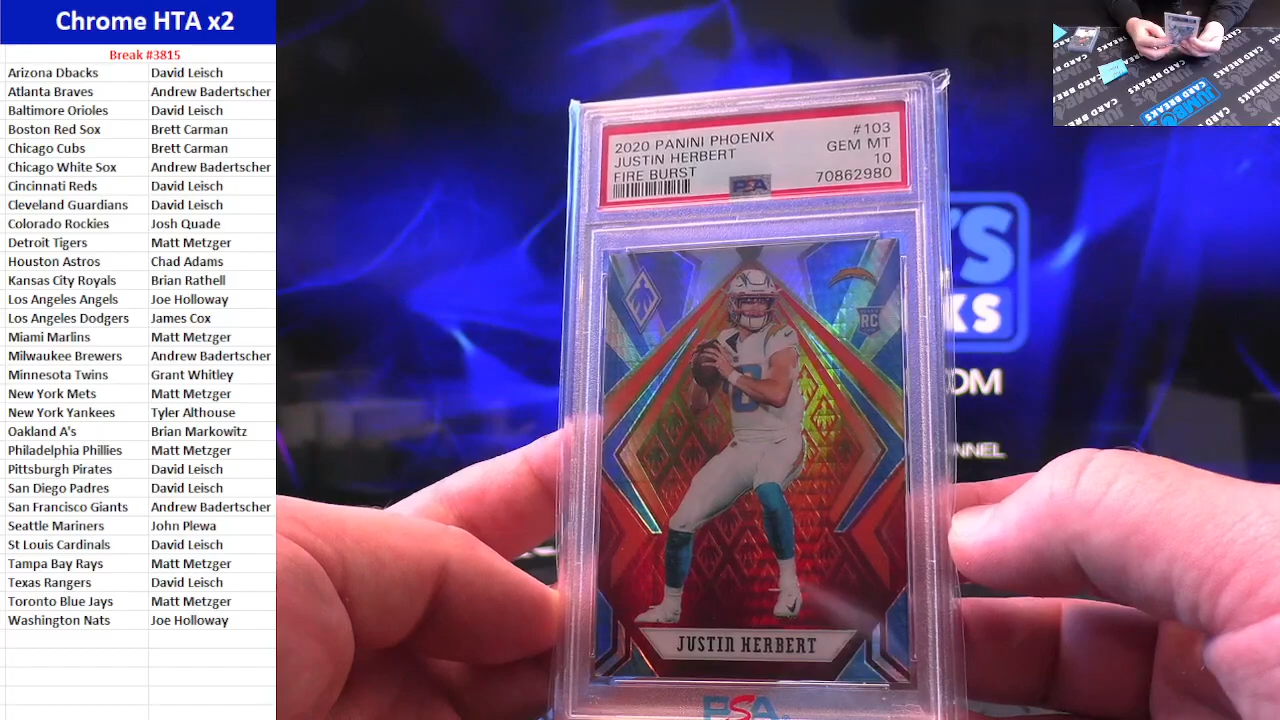 Chrome HTA x2
Break #3815
Arizona Dbacks David Leisch
Atlanta Braves Andrew Badertscher
Baltimore Orioles David Leisch
Boston Red Sox Brett Carman
Chicago Cubs Brett Carman
Chicago White Sox Andrew Badertscher
Cincinnati Reds David Leisch
Cleveland Guardians David Leisch
Colorado Rockies Josh Quade
Detroit Tigers Matt Metzger
Houston Astros Chad Adams
Kansas City Royals Brian Rathell
Los Angeles Angels Joe Holloway
Los Angeles Dodgers James Cox
Miami Marlins Matt Metzger
Milwaukee Brewers Andrew Badertscher
Minnesota Twins Grant Whitley
New York Mets Matt Metzger
New York Yankees Tyler Althouse
Oakland A's Brian Markowitz
Philadelphia Phillies Matt Metzger
Pittsburgh Pirates David Leisch
San Diego Padres David Leisch
San Francisco Giants Andrew Badertscher
Seattle Mariners John Plewa
St Louis Cardinals David Leisch
Tampa Bay Rays Matt Metzger
Texas Rangers David Leisch
Toronto Blue Jays Matt Metzger
Washington Nats Joe Holloway
2020 PANINI PHOENIX #103
JUSTIN HERBERT GEM MT
FIRE BURST 10
PSA 70862980
RC
JUSTIN HERBERT
PSA
CARD BREAKS
JUMBO'S
CARD BREAKS